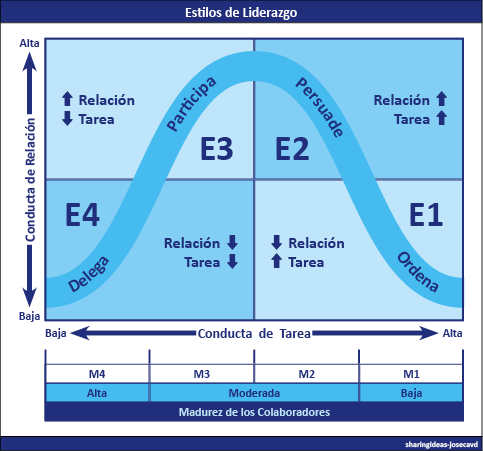 Estilos de Liderazgo
Alta
Conducta de Relación
Baja
Relación
Tarea
Participa
E3
Persuade
E2
Relación
Tarea
E4
Delega
Relación
Tarea
Relación
Tarea
E1
Ordena
Baja
Conducta de Tarea
Alta
M4 M3 M2 M1
Alta Moderada Baja
Madurez de los Colaboradores
sharingideas-josecavd